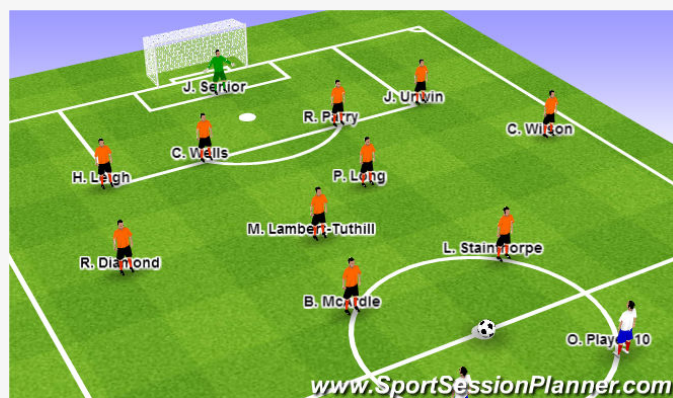 J. Senior
J. Unwin
R. Parry
C. Wilson
C. Wells
H. Leigh
P. Long
M. Lambert-Tuthill
L. Stainthorpe
R. Diamond
B. McArdle
O. Player 10
www.SportSessionPlanner.com